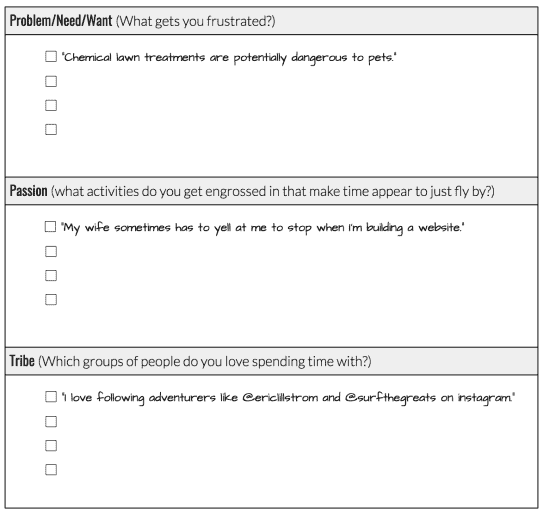 Problem/Need/Want (What gets you frustrated?)
"Chemical lawn treatments are potentially dangerous to pets."
Passion (what activities do you get engrossed in that make time appear to just fly by?)
"My wife sometimes has to yell at me to stop when I'm building a website."
Tribe (Which groups of people do you love spending time with?)
"I love following adventurers like @ericlillstrom and @surfthegreats on instagram."